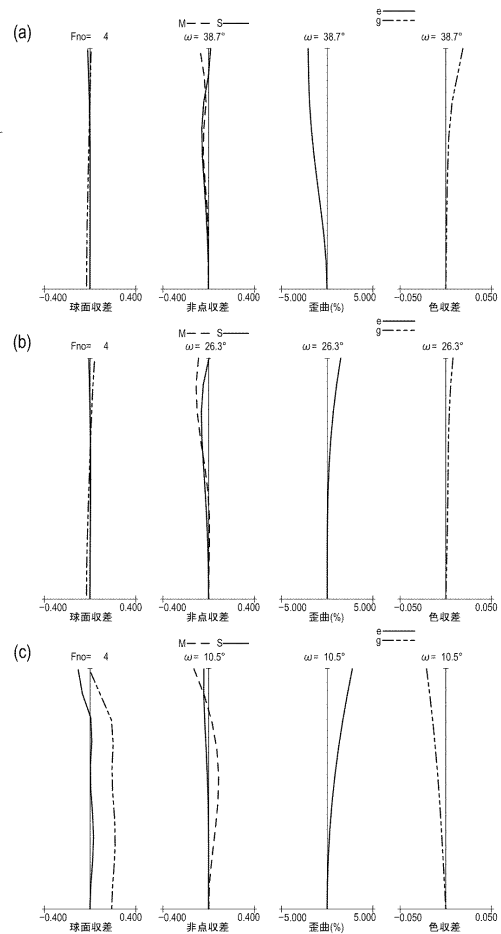 (a)
Fno= 4
M S
ω= 38.7°
ω= 38.7°
e
g
ω= 38.7°
-0.400 0.400
球面収差
-0.400 0.400
非点収差
-5.000 5.000
歪曲(%)
-0.050 0.050
色収差
(b)
Fno= 4
M S
ω= 26.3°
ω= 26.3°
e
g
ω= 26.3°
-0.400 0.400
球面収差
-0.400 0.400
非点収差
-5.000 5.000
歪曲(%)
-0.050 0.050
色収差
(c)
Fno= 4
M S
ω= 10.5°
ω= 10.5°
e
g
ω= 10.5°
-0.400 0.400
球面収差
-0.400 0.400
非点収差
-5.000 5.000
歪曲(%)
-0.050 0.050
色収差